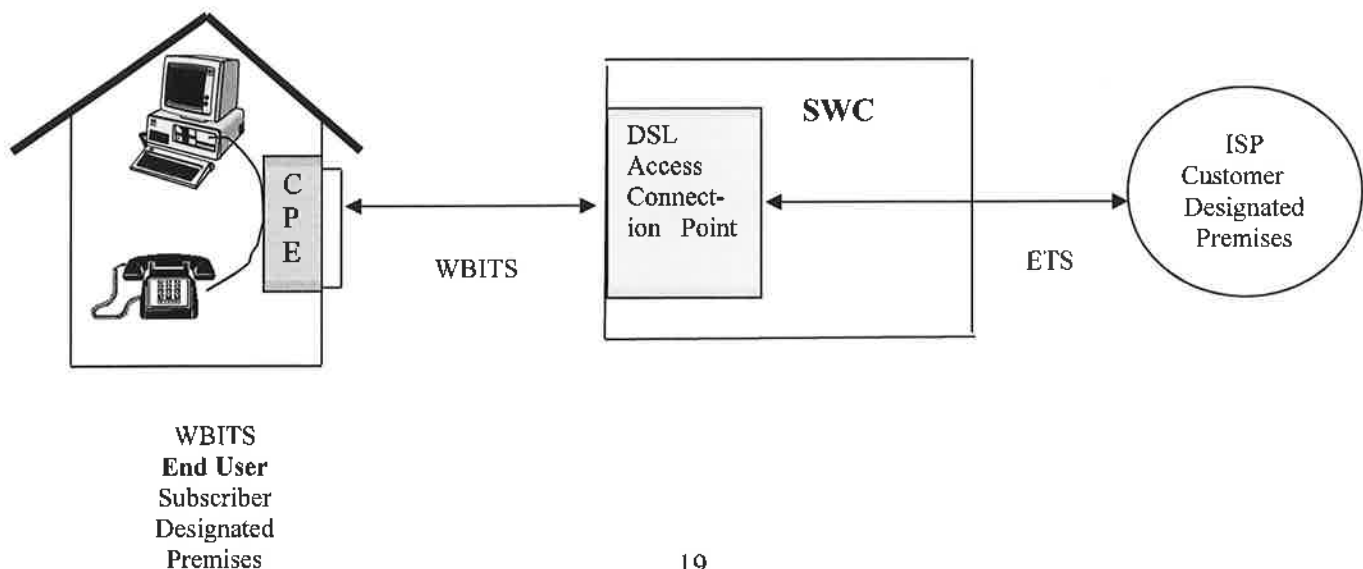 C
P
E
WBITS
DSL
Access
Connect-
ion Point
SWC
ETS
ISP
Customer
Designated
Premises
WBITS
End User
Subscriber
Designated
Premises
19